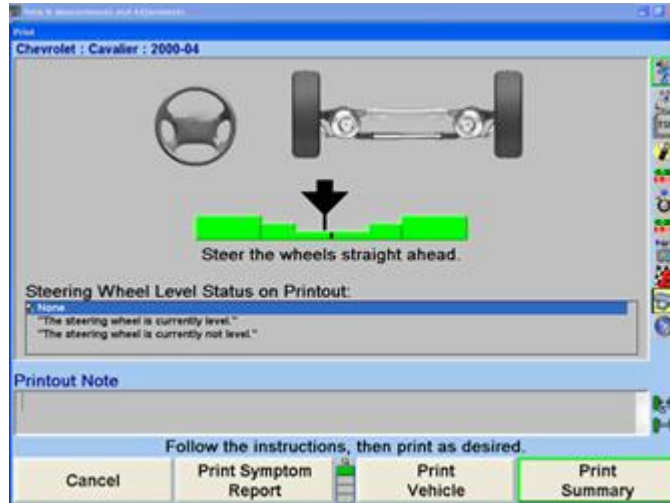 Print
Chevrolet : Cavalier : 2000-04
Steer the wheels straight ahead.
Steering Wheel Level Status on Printout:
None
"The steering wheel is currently level."
"The steering wheel is currently not level."
Printout Note
Follow the instructions, then print as desired.
Cancel
Print Symptom Report
Print Vehicle
Print Summary